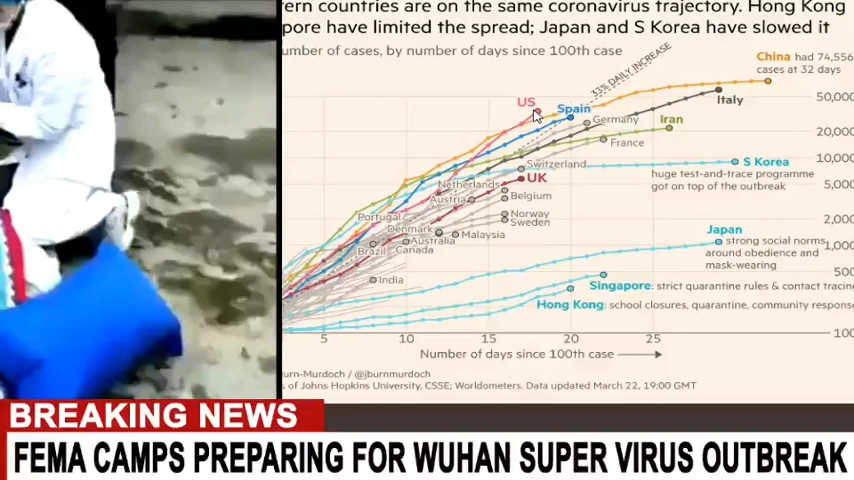 tern countries are on the same coronavirus trajectory. Hong Kong
pore have limited the spread; Japan and S Korea have slowed it
umber of cases, by number of days since 100th case
33% DAILY INCREASE
China had 74,556
cases at 32 days
US
Spain
Italy
50,000
Germany
Iran
20,000
France
10,000
Switzerland
S Korea
huge test-and-trace programme
got on top of the outbreak
UK
Netherlands
5,000
Austria
Belgium
Portugal
Norway
Sweden
2,000
Denmark
Australia
Malaysia
Japan
strong social norms
around obedience and
mask-wearing
1,000
Brazil
Canada
500
India
Singapore: strict quarantine rules & contact tracing
200
Hong Kong: school closures, quarantine, community response
100
5 10 15 20 25
Number of days since 100th case
urn-Murdoch / @jburnmurdoch
s of Johns Hopkins University, CSSE; Worldometers. Data updated March 22, 19:00 GMT
BREAKING NEWS
FEMA CAMPS PREPARING FOR WUHAN SUPER VIRUS OUTBREAK